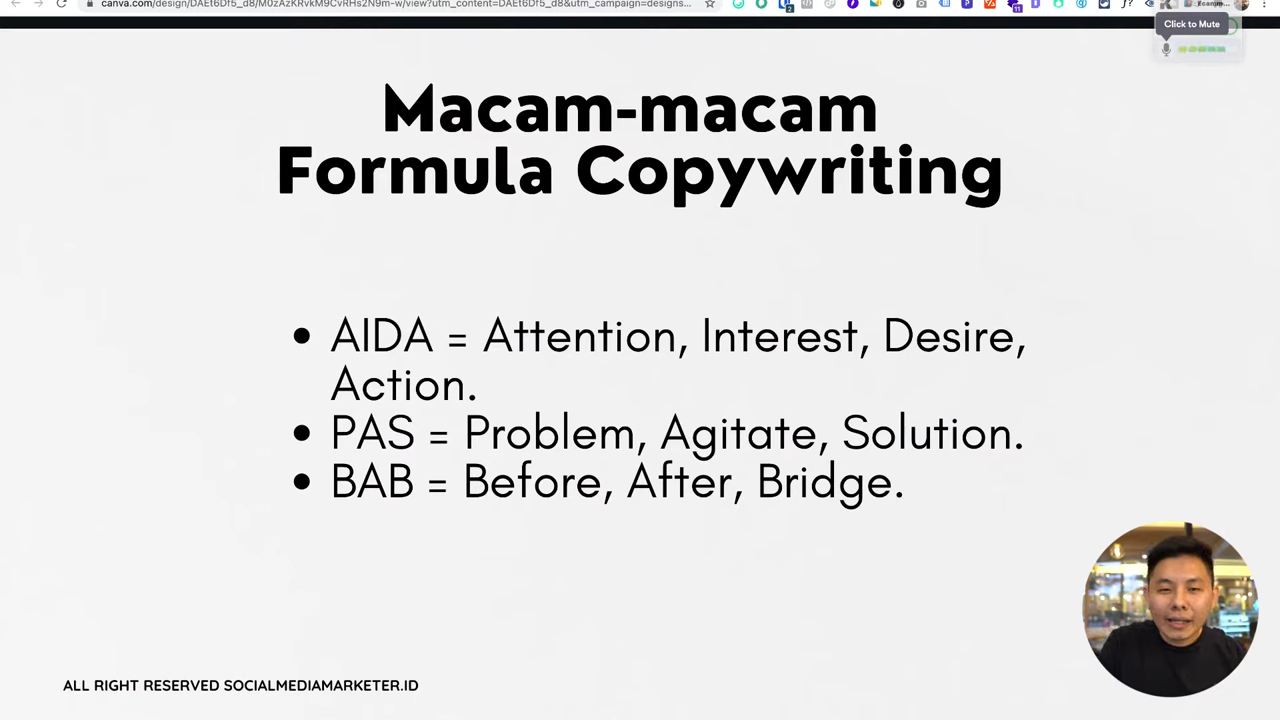 canva.com/design/DAEt6Df5_d8/M0zAzKRvkM9CvRHs2N9m-w/view?utm_content=DAEt6Df5_d8&utm_campaign=designs...
Click to Mute
Macam-macam
Formula Copywriting
AIDA = Attention, Interest, Desire,
Action.
PAS = Problem, Agitate, Solution.
BAB = Before, After, Bridge.
ALL RIGHT RESERVED SOCIALMEDIAMARKETER.ID